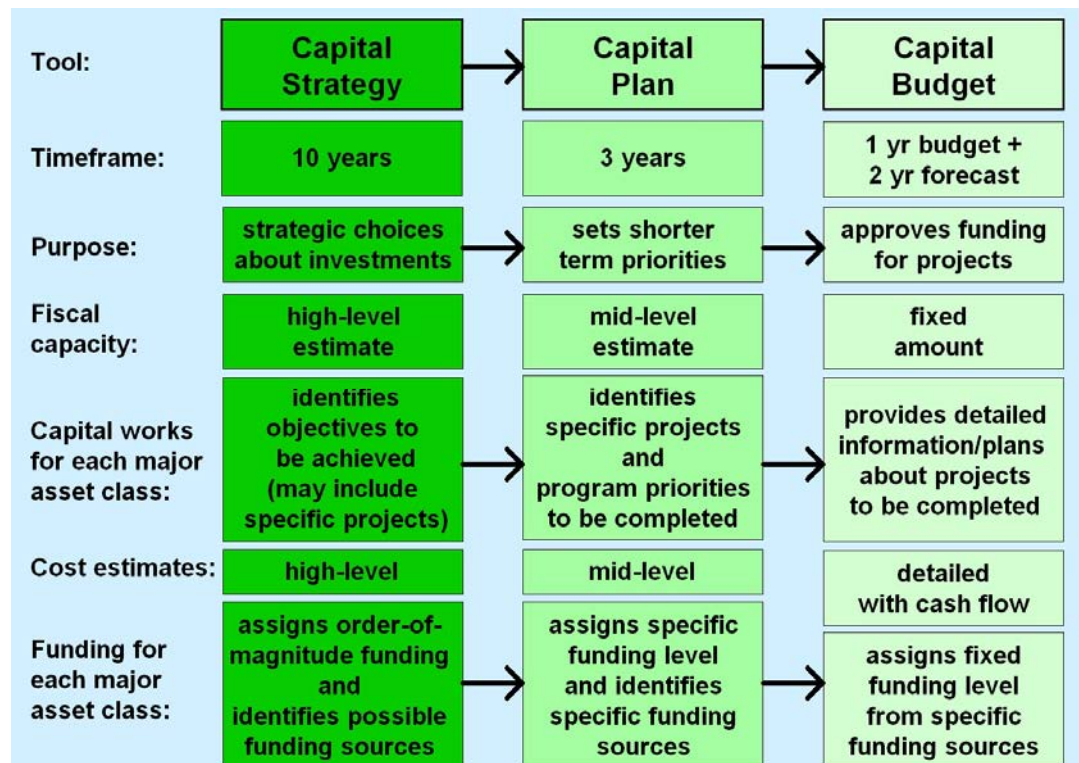 Tool:
Capital
Strategy
Capital
Plan
Capital
Budget
Timeframe:
10 years
3 years
1 yr budget +
2 yr forecast
Purpose:
strategic choices
about investments
sets shorter
term priorities
approves funding
for projects
Fiscal
capacity:
high-level
estimate
mid-level
estimate
fixed
amount
Capital works
for each major
asset class:
identifies
objectives to
be achieved
(may include
specific projects)
identifies
specific projects
and
program priorities
to be completed
provides detailed
information/plans
about projects
to be completed
Cost estimates:
high-level
mid-level
detailed
with cash flow
Funding for
each major
asset class:
assigns order-of-
magnitude funding
and
identifies possible
funding sources
assigns specific
funding level
and identifies
specific funding
sources
assigns fixed
funding level
from specific
funding sources